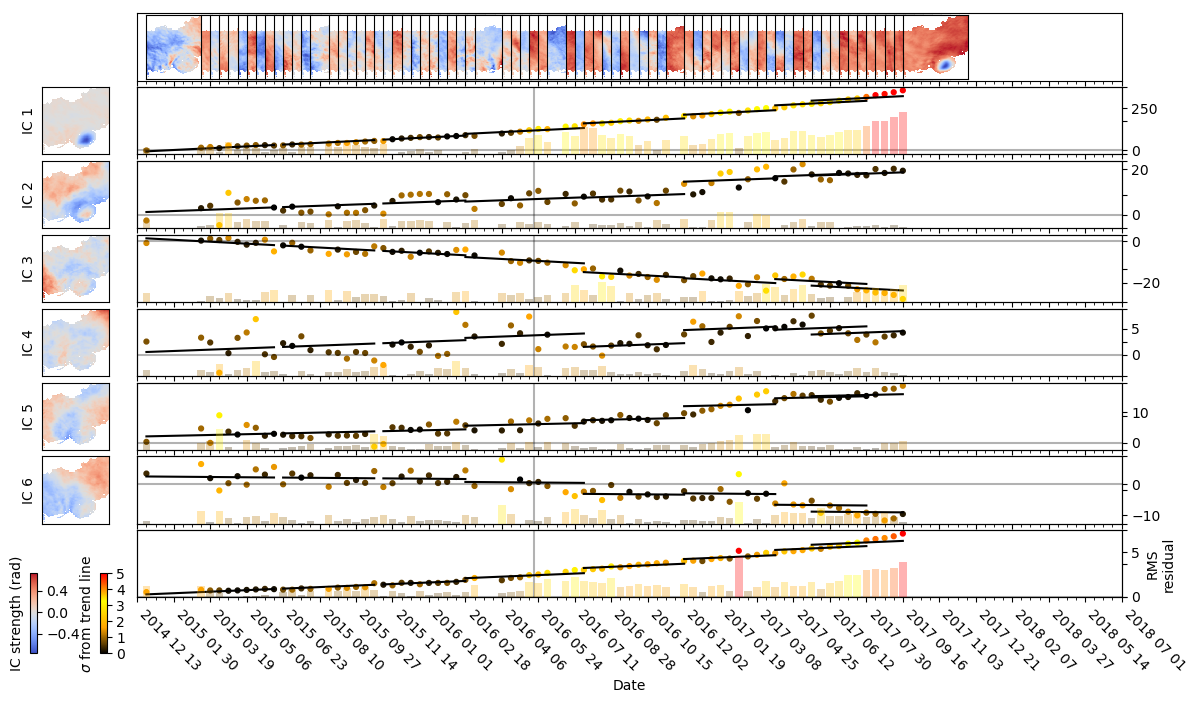 IC 1
250
0
IC 2
20
0
IC 3
0
−20
IC 4
5
0
IC 5
10
0
IC 6
0
−10
RMS
residual
5
0
IC strength (rad)
0.4
0.0
−0.4
σ from trend line
5
4
3
2
1
0
2014 12 13
2015 01 30
2015 03 19
2015 05 06
2015 06 23
2015 08 10
2015 09 27
2015 11 14
2016 01 01
2016 02 18
2016 04 06
2016 05 24
2016 07 11
2016 08 28
2016 10 15
2016 12 02
2017 01 19
2017 03 08
2017 04 25
2017 06 12
2017 07 30
2017 09 16
2017 11 03
2017 12 21
2018 02 07
2018 03 27
2018 05 14
2018 07 01
Date